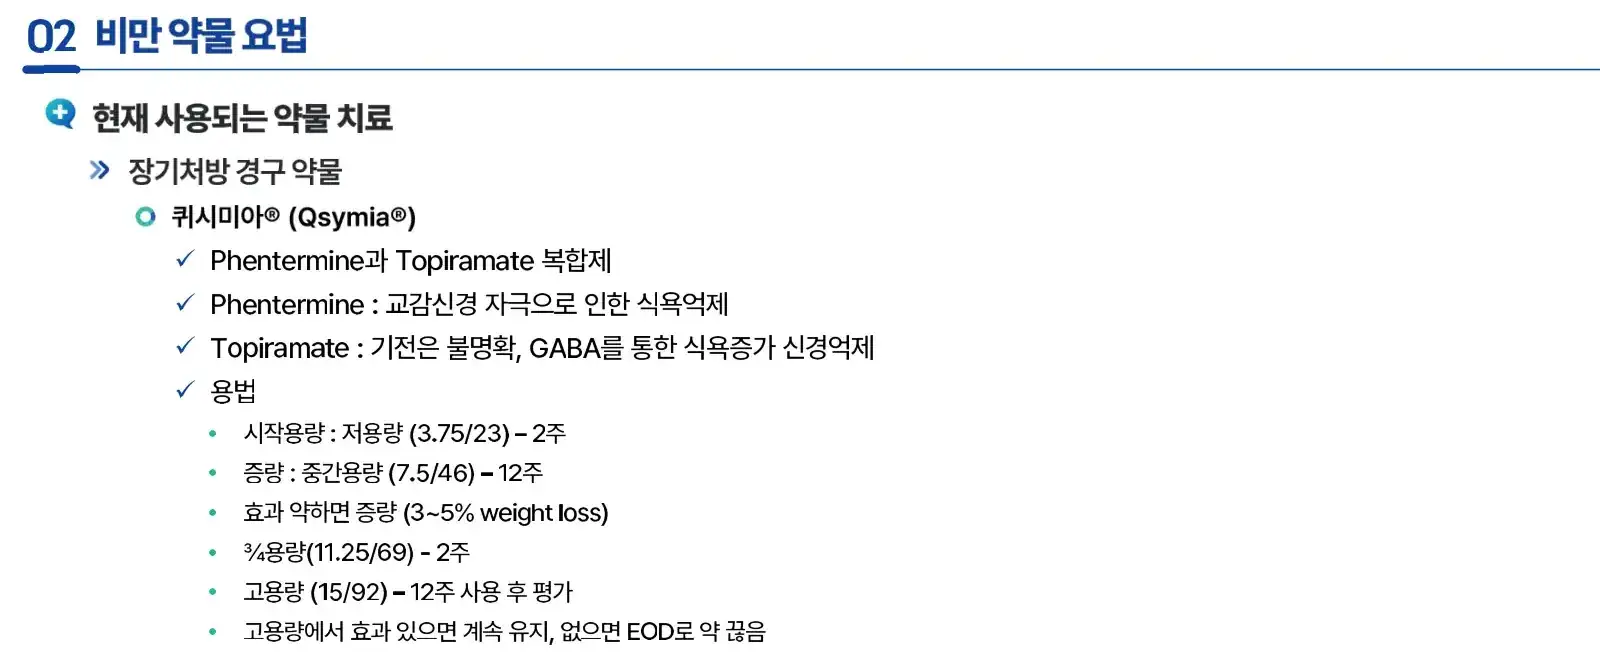 02 비만 약물 요법
현재 사용되는 약물 치료
장기처방 경구 약물
퀴시미아® (Qsymia®)
Phentermine과 Topiramate 복합제
Phentermine : 교감신경 자극으로 인한 식욕억제
Topiramate : 기전은 불명확, GABA를 통한 식욕증가 신경억제
용법
시작용량 : 저용량 (3.75/23) – 2주
증량 : 중간용량 (7.5/46) – 12주
효과 약하면 증량 (3~5% weight loss)
¾용량(11.25/69) - 2주
고용량 (15/92) – 12주 사용 후 평가
고용량에서 효과 있으면 계속 유지, 없으면 EOD로 약 끊음